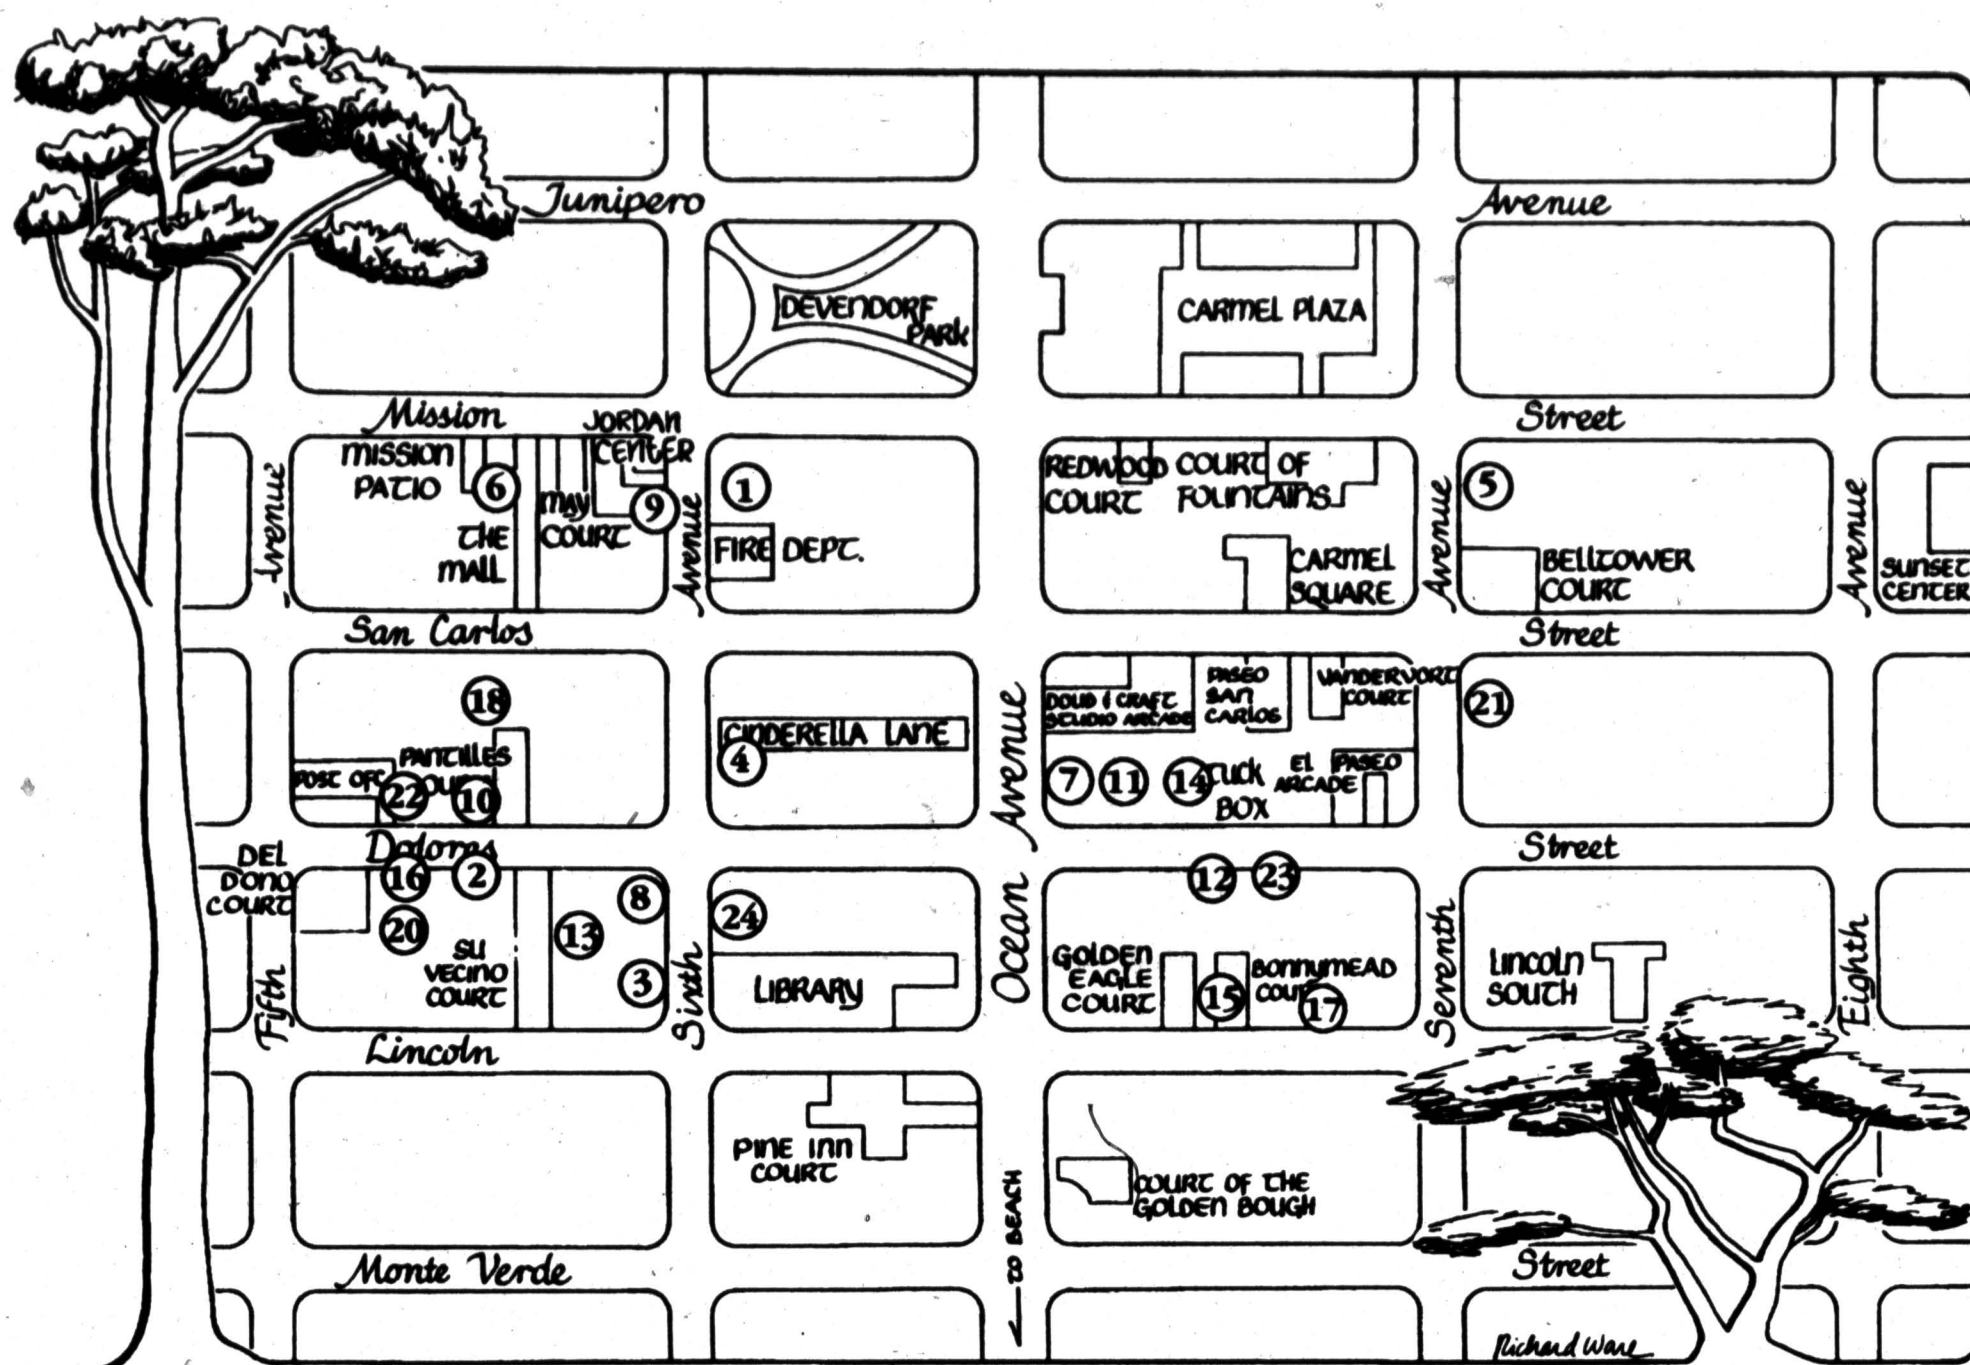 Junipero Avenue
DEVENDORF
PARK
CARMEL PLAZA
Mission Street
JORDAN
CENTER
MISSION
PATIO
6
THE
MALL
MAY
COURT
9
Avenue
Avenue
1
FIRE DEPT.
REDWOOD
COURT
COURT OF
FOUNTAINS
CARMEL
SQUARE
Avenue
5
BELLTOWER
COURT
Avenue
SUNSET
CENTER
San Carlos Street
18
PANTILLES
POST OFC
22
10
CINDERELLA LANE
4
Avenue
DOUD & CRAFT
STUDIO ARCADE
PASEO
SAN
CARLOS
VANDERVORT
COURT
7
11
14
TUCK
BOX
EL PASEO
ARCADE
21
Dolores Street
DEL
DONO
COURT
16
2
20
SU
VECINO
COURT
13
8
3
Fifth
Sixth
24
LIBRARY
Ocean
12
23
GOLDEN
EAGLE
COURT
15
BONNYMEAD
17
Seventh
LINCOLN
SOUTH
Eighth
Lincoln
PINE INN
COURT
COURT OF THE
GOLDEN BOUGH
TO BEACH
Monte Verde Street
Richard Ware